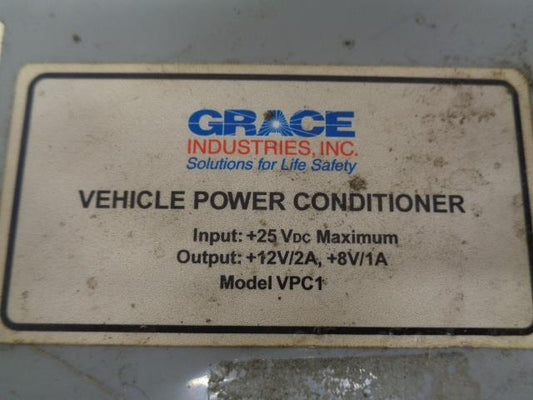 GRACE
INDUSTRIES, INC.
Solutions for Life Safety
VEHICLE POWER CONDITIONER
Input: +25 VDC Maximum
Output: +12V/2A, +8V/1A
Model VPC1